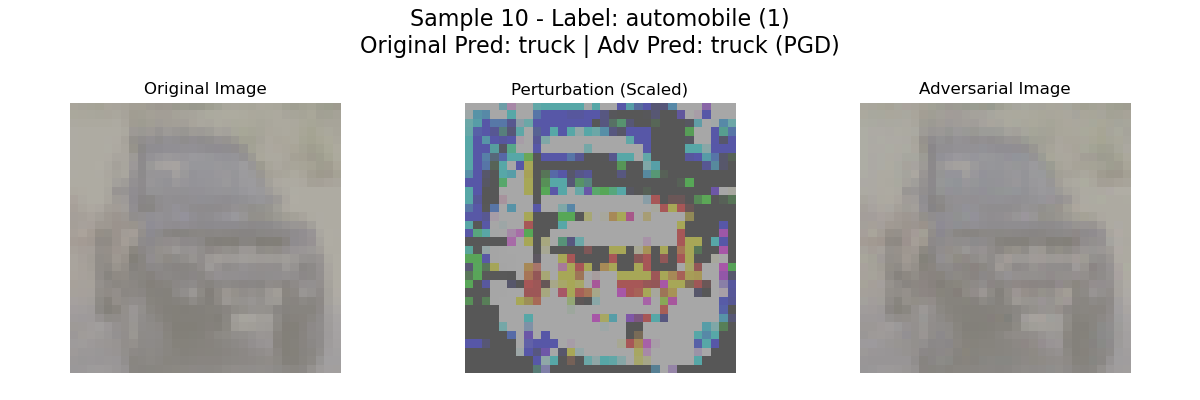 Sample 10 - Label: automobile (1)
Original Pred: truck | Adv Pred: truck (PGD)
Original Image
Perturbation (Scaled)
Adversarial Image